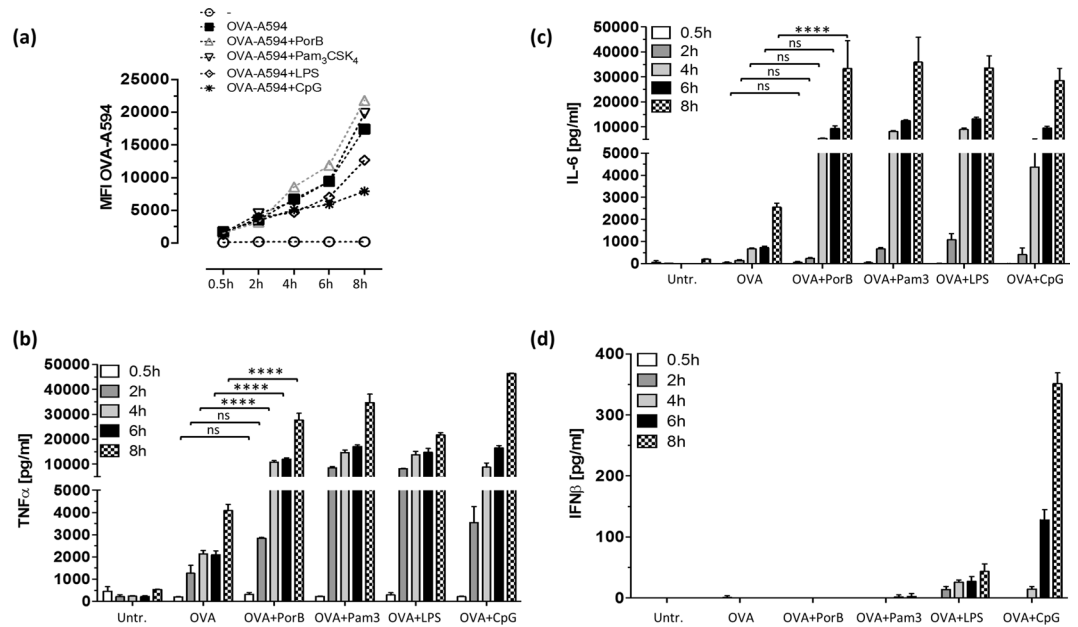 (a)
-
OVA-A594
OVA-A594+PorB
OVA-A594+Pam3CSK4
OVA-A594+LPS
OVA-A594+CpG
MFI OVA-A594
25000
20000
15000
10000
5000
0
0.5h 2h 4h 6h 8h
(c)
0.5h
2h
4h
6h
8h
IL-6 [pg/ml]
50000
40000
30000
20000
10000
5000
4000
3000
2000
1000
0
ns
ns
ns
ns
****
Untr. OVA OVA+PorB OVA+Pam3 OVA+LPS OVA+CpG
(b)
0.5h
2h
4h
6h
8h
TNFα [pg/ml]
50000
40000
30000
20000
10000
5000
4000
3000
2000
1000
0
****
****
****
ns
ns
Untr. OVA OVA+PorB OVA+Pam3 OVA+LPS OVA+CpG
(d)
0.5h
2h
4h
6h
8h
IFNβ [pg/ml]
400
300
200
100
0
Untr. OVA OVA+PorB OVA+Pam3 OVA+LPS OVA+CpG